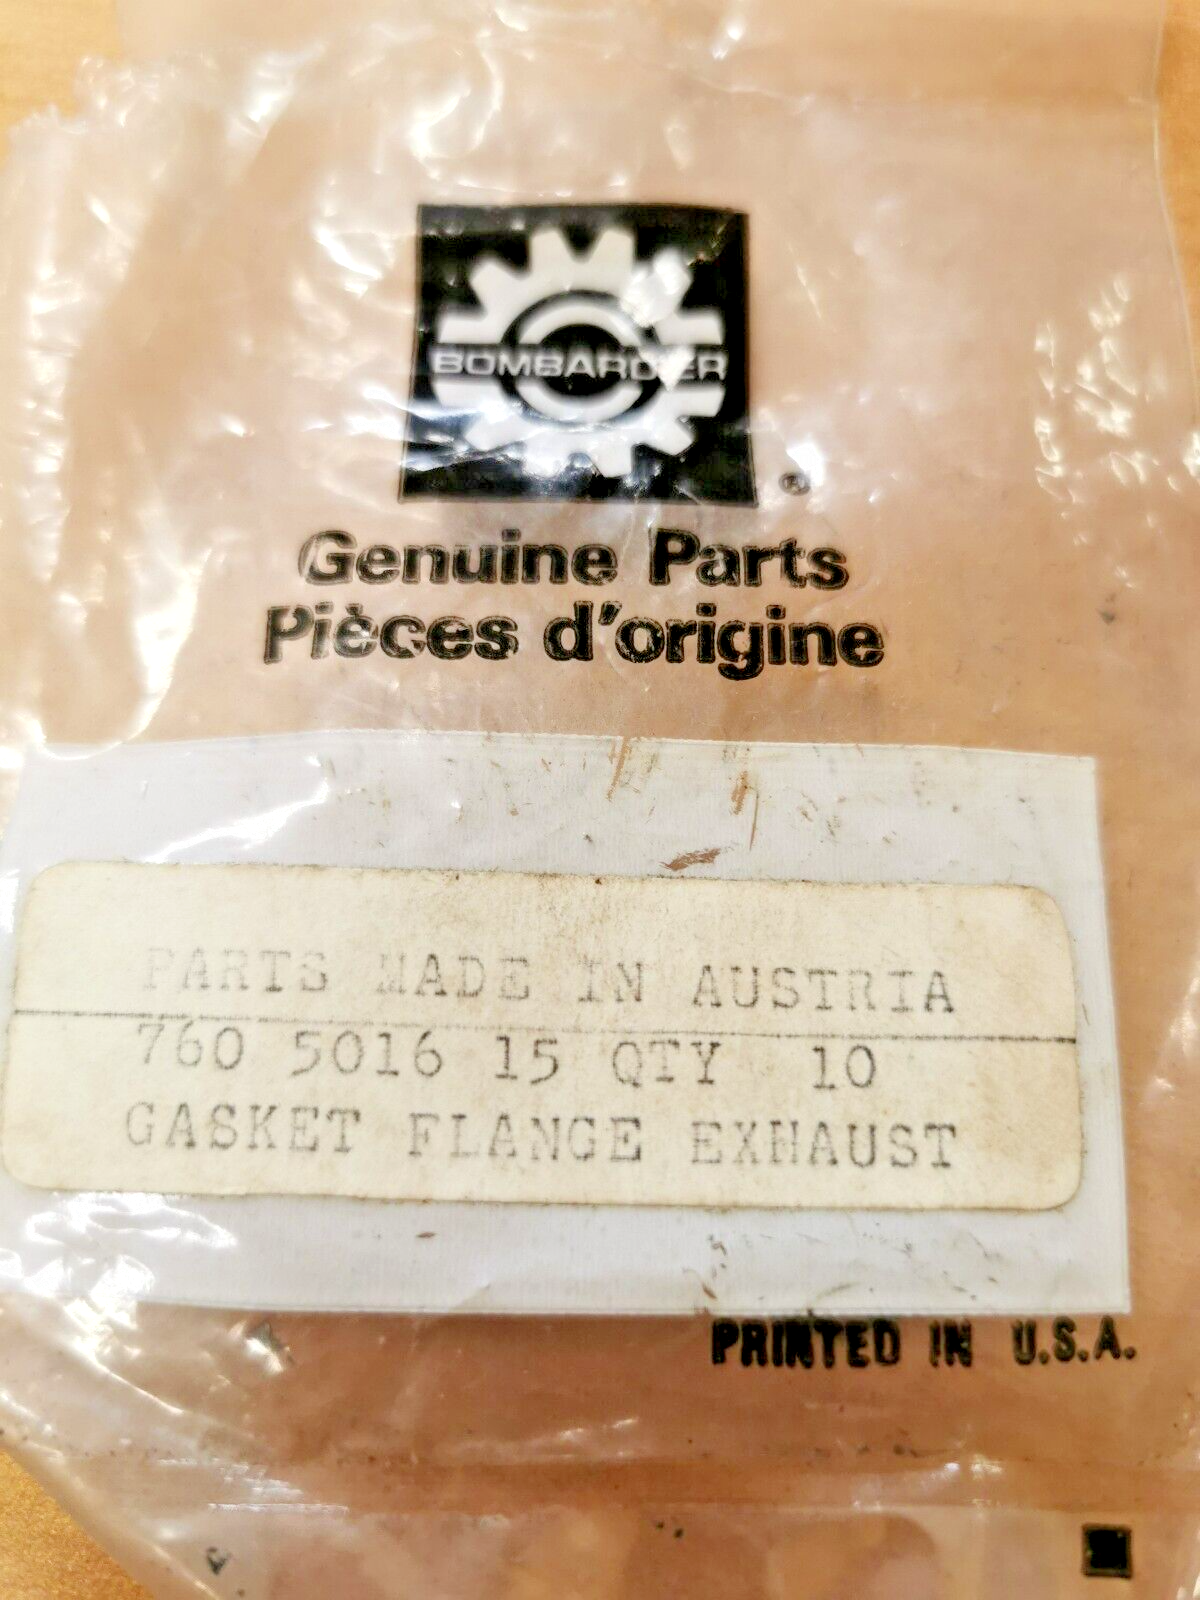 BOMBARDIER
®
Genuine Parts
Pièces d'origine
PARTS MADE IN AUSTRIA
760 5016 15 QTY 10
GASKET FLANGE EXHAUST
PRINTED IN U.S.A.